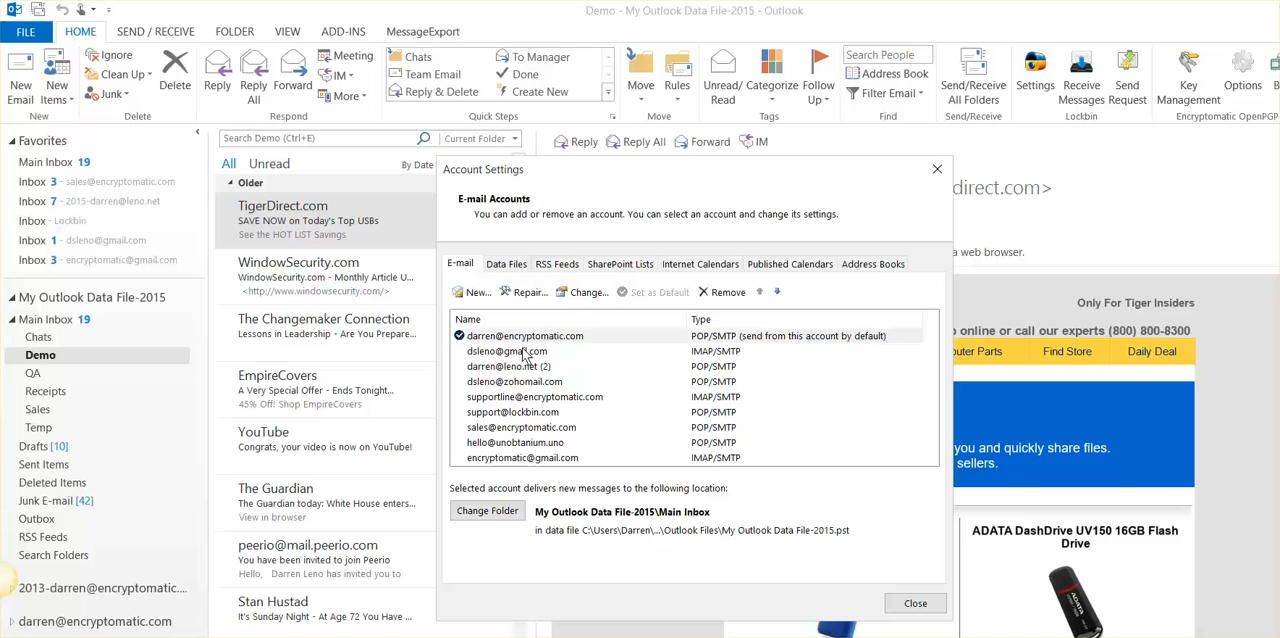 Demo - My Outlook Data File-2015 - Outlook
FILE HOME SEND / RECEIVE FOLDER VIEW ADD-INS MessageExport
New Email
New Items
New
Ignore
Clean Up
Junk
Delete
Delete
Reply
Reply All
Forward
Meeting
IM
More
Respond
Chats
Team Email
Reply & Delete
To Manager
Done
Create New
Quick Steps
Move
Rules
Move
Unread/ Read
Categorize
Follow Up
Tags
Search People
Address Book
Filter Email
Find
Send/Receive All Folders
Send/Receive
Settings
Receive Messages
Send Request
Lockbin
Key Management
Options
Encryptomatic OpenPGP
Favorites
Main Inbox 19
Inbox 3 - sales@encryptomatic.com
Inbox 7 - 2015-darren@leno.net
Inbox - Lockbin
Inbox 1 - dsleno@gmail.com
Inbox 3 - encryptomatic@gmail.com
My Outlook Data File-2015
Main Inbox 19
Chats
Demo
QA
Receipts
Sales
Temp
Drafts [10]
Sent Items
Deleted Items
Junk E-mail [42]
Outbox
RSS Feeds
Search Folders
2013-darren@encryptomatic....
darren@encryptomatic.com
Search Demo (Ctrl+E) Current Folder
All Unread By Date
Older
TigerDirect.com
SAVE NOW on Today's Top USBs
See the HOT LIST Savings.
WindowSecurity.com
WindowSecurity.com - Monthly Article U...
<http://www.windowsecurity.com/>
The Changemaker Connection
Lessons in Leadership - Are You Prepare...
EmpireCovers
A Very Special Offer - Ends Tonight...
45% Off! Shop EmpireCovers
YouTube
Congrats, your video is now on YouTube!
The Guardian
The Guardian today: White House enters...
View in browser
peerio@mail.peerio.com
You have been invited to join Peerio
Hello, Darren Leno has invited you to
Stan Hustad
It's Sunday Night - At Age 72 You Have...
Reply Reply All Forward IM
Account Settings
E-mail Accounts
You can add or remove an account. You can select an account and change its settings.
E-mail Data Files RSS Feeds SharePoint Lists Internet Calendars Published Calendars Address Books
New... Repair... Change... Set as Default Remove
Name Type
darren@encryptomatic.com POP/SMTP (send from this account by default)
dsleno@gmail.com IMAP/SMTP
darren@leno.net (2) POP/SMTP
dsleno@zohomail.com POP/SMTP
supportline@encryptomatic.com IMAP/SMTP
support@lockbin.com POP/SMTP
sales@encryptomatic.com POP/SMTP
hello@unobtanium.uno POP/SMTP
encryptomatic@gmail.com IMAP/SMTP
Selected account delivers new messages to the following location:
Change Folder My Outlook Data File-2015\Main Inbox
in data file C:\Users\Darren\...\Outlook Files\My Outlook Data File-2015.pst
Close
direct.com>
a web browser.
Only For Tiger Insiders
online or call our experts (800) 800-8300
uter Parts Find Store Daily Deal
you and quickly share files.
sellers.
ADATA DashDrive UV150 16GB Flash
Drive
ADATA